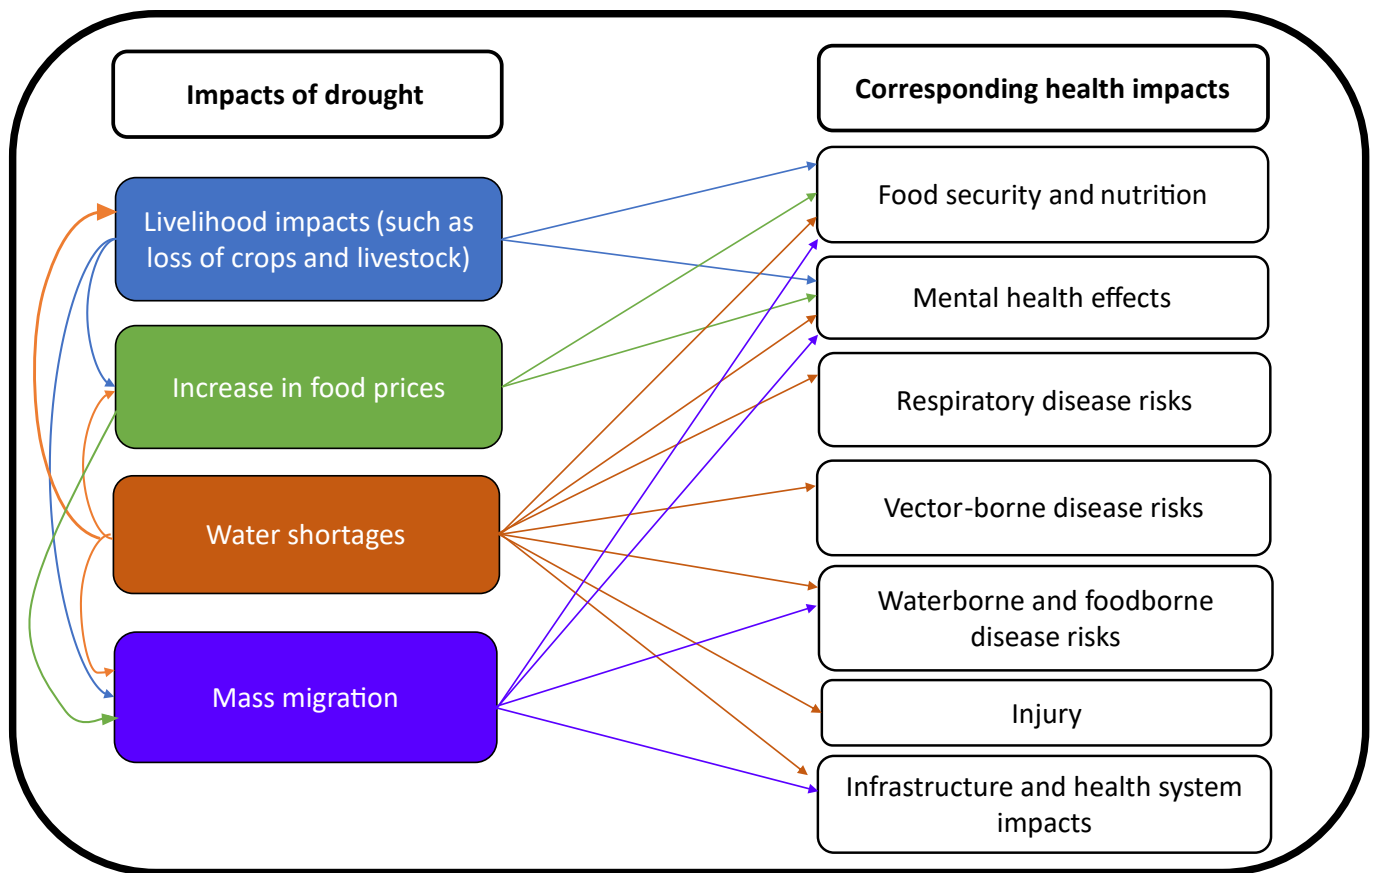 Impacts of drought
Livelihood impacts (such as
loss of crops and livestock)
Increase in food prices
Water shortages
Mass migration
Corresponding health impacts
Food security and nutrition
Mental health effects
Respiratory disease risks
Vector-borne disease risks
Waterborne and foodborne
disease risks
Injury
Infrastructure and health system
impacts